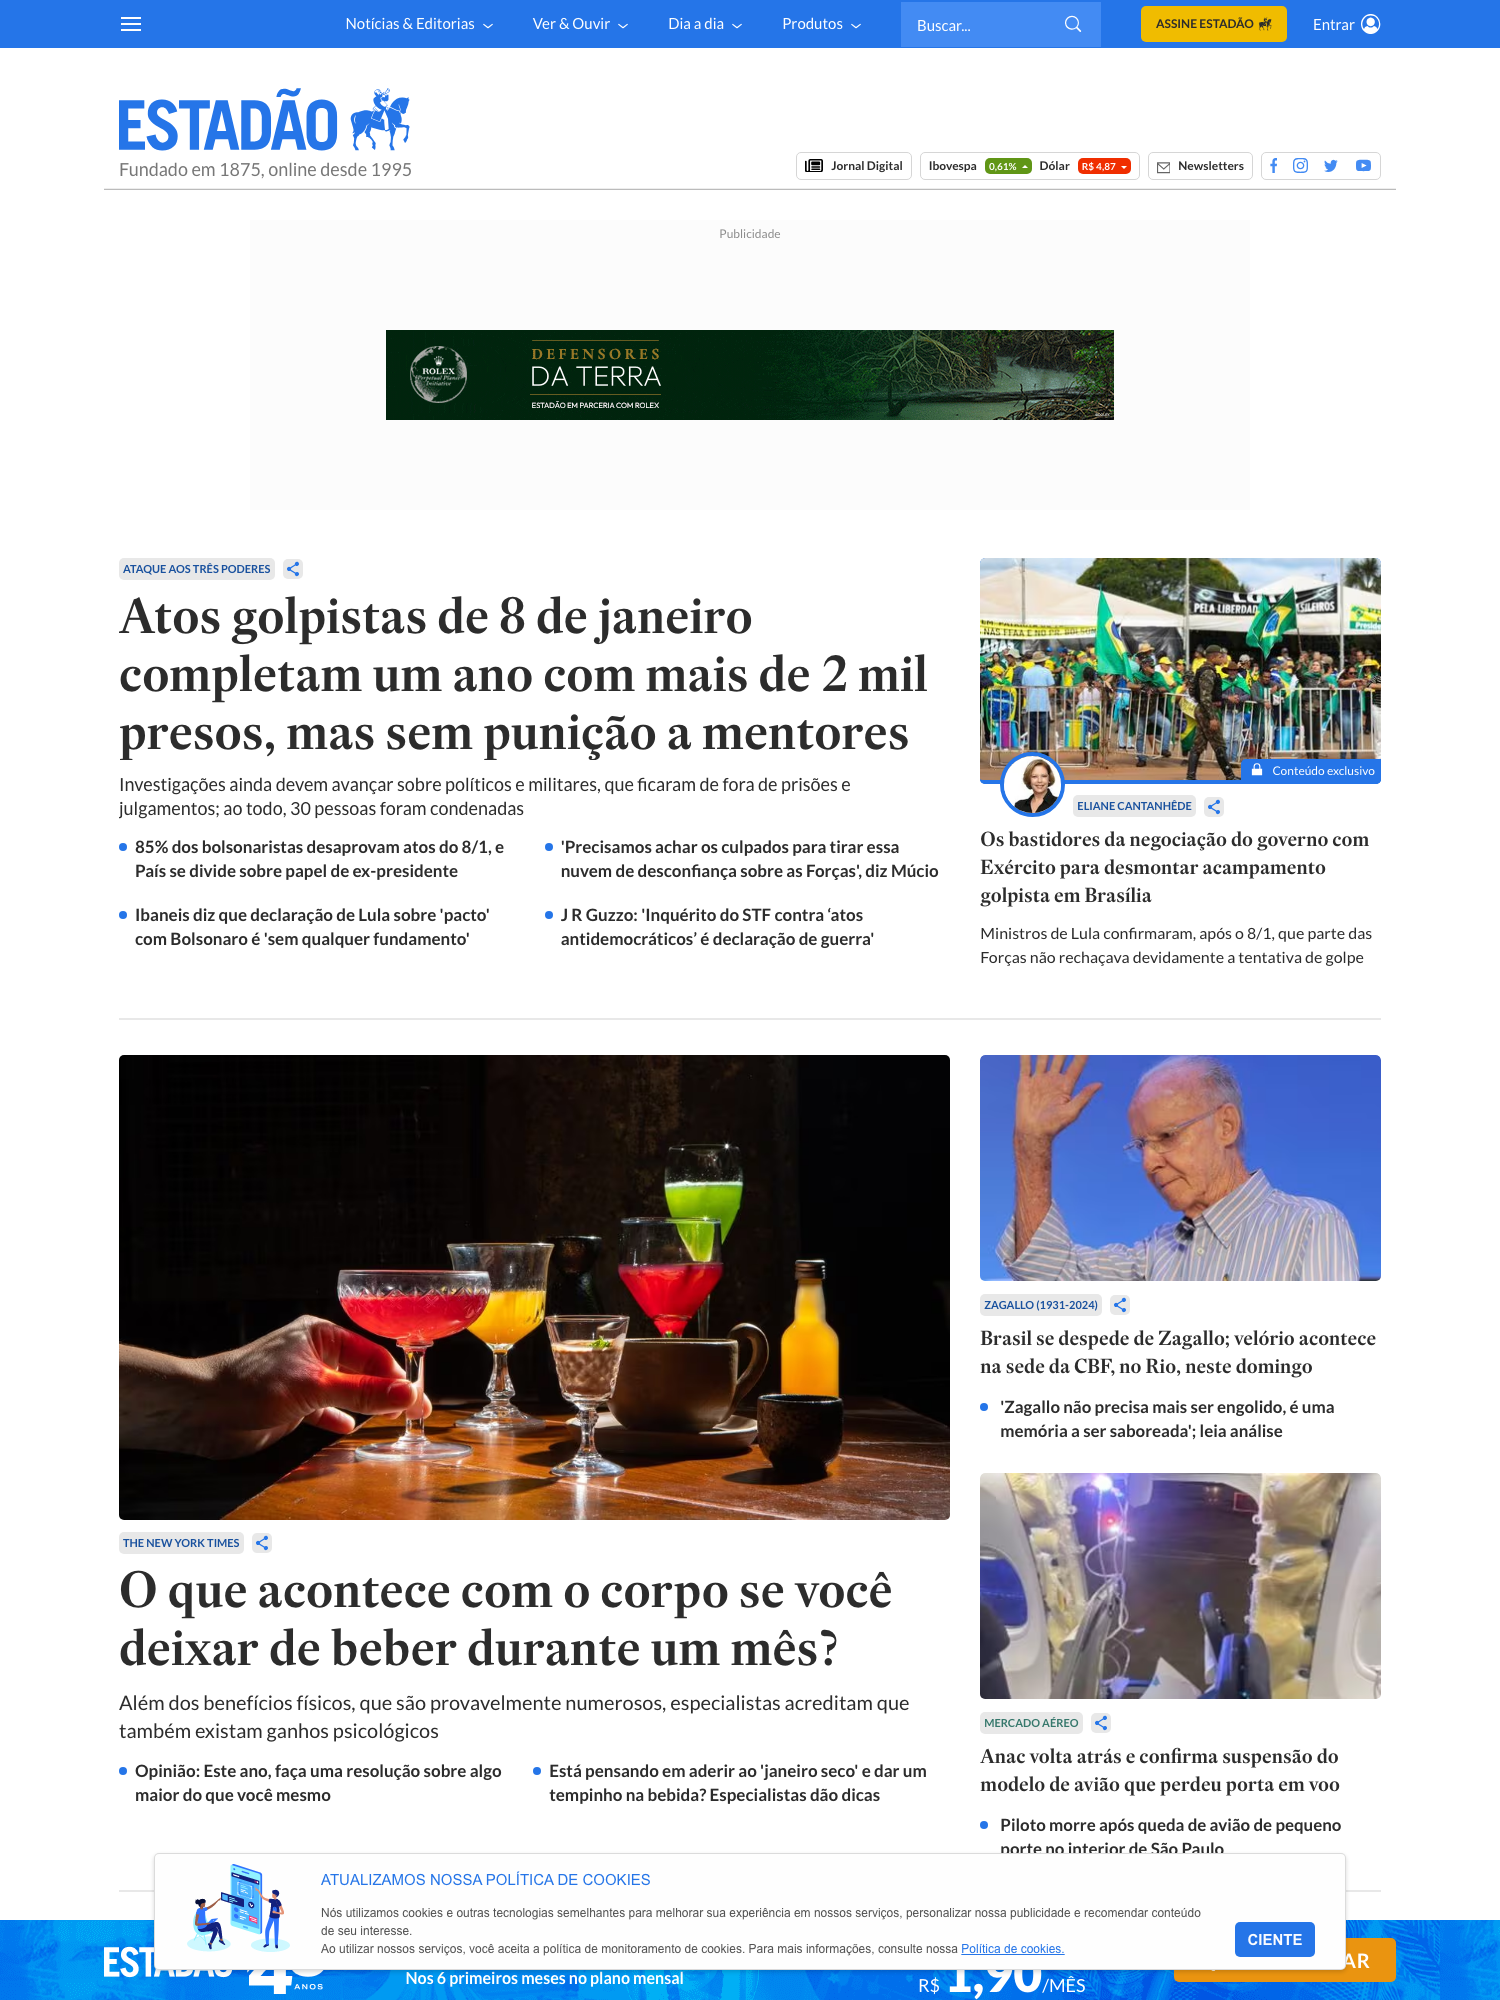 Notícias & Editorias
Ver & Ouvir
Dia a dia
Produtos
Buscar...
ASSINE ESTADÃO
Entrar
ESTADÃO
Fundado em 1875, online desde 1995
Jornal Digital
Ibovespa 0,61% Dólar R$ 4,87
Newsletters
Publicidade
ROLEX
Perpetual Planet
Initiative
DEFENSORES
DA TERRA
ESTADÃO EM PARCERIA COM ROLEX
ATAQUE AOS TRÊS PODERES
Atos golpistas de 8 de janeiro
completam um ano com mais de 2 mil
presos, mas sem punição a mentores
Investigações ainda devem avançar sobre políticos e militares, que ficaram de fora de prisões e
julgamentos; ao todo, 30 pessoas foram condenadas
85% dos bolsonaristas desaprovam atos do 8/1, e
País se divide sobre papel de ex-presidente
'Precisamos achar os culpados para tirar essa
nuvem de desconfiança sobre as Forças', diz Múcio
Ibaneis diz que declaração de Lula sobre 'pacto'
com Bolsonaro é 'sem qualquer fundamento'
J R Guzzo: 'Inquérito do STF contra ‘atos
antidemocráticos’ é declaração de guerra'
PELA LIBERDAD
SILEIROS
NAS FFAA E NO PR. BOLSON
Conteúdo exclusivo
ELIANE CANTANHÊDE
Os bastidores da negociação do governo com
Exército para desmontar acampamento
golpista em Brasília
Ministros de Lula confirmaram, após o 8/1, que parte das
Forças não rechaçava devidamente a tentativa de golpe
THE NEW YORK TIMES
O que acontece com o corpo se você
deixar de beber durante um mês?
Além dos benefícios físicos, que são provavelmente numerosos, especialistas acreditam que
também existam ganhos psicológicos
Opinião: Este ano, faça uma resolução sobre algo
maior do que você mesmo
Está pensando em aderir ao 'janeiro seco' e dar um
tempinho na bebida? Especialistas dão dicas
ZAGALLO (1931-2024)
Brasil se despede de Zagallo; velório acontece
na sede da CBF, no Rio, neste domingo
'Zagallo não precisa mais ser engolido, é uma
memória a ser saboreada'; leia análise
MERCADO AÉREO
Anac volta atrás e confirma suspensão do
modelo de avião que perdeu porta em voo
Piloto morre após queda de avião de pequeno
porte no interior de São Paulo
ATUALIZAMOS NOSSA POLÍTICA DE COOKIES
Nós utilizamos cookies e outras tecnologias semelhantes para melhorar sua experiência em nossos serviços, personalizar nossa publicidade e recomendar conteúdo
de seu interesse.
Ao utilizar nossos serviços, você aceita a política de monitoramento de cookies. Para mais informações, consulte nossa Política de cookies.
CIENTE
ESTADÃO
ANOS
Nos 6 primeiros meses no plano mensal
R$ 1,90/MÊS
AR